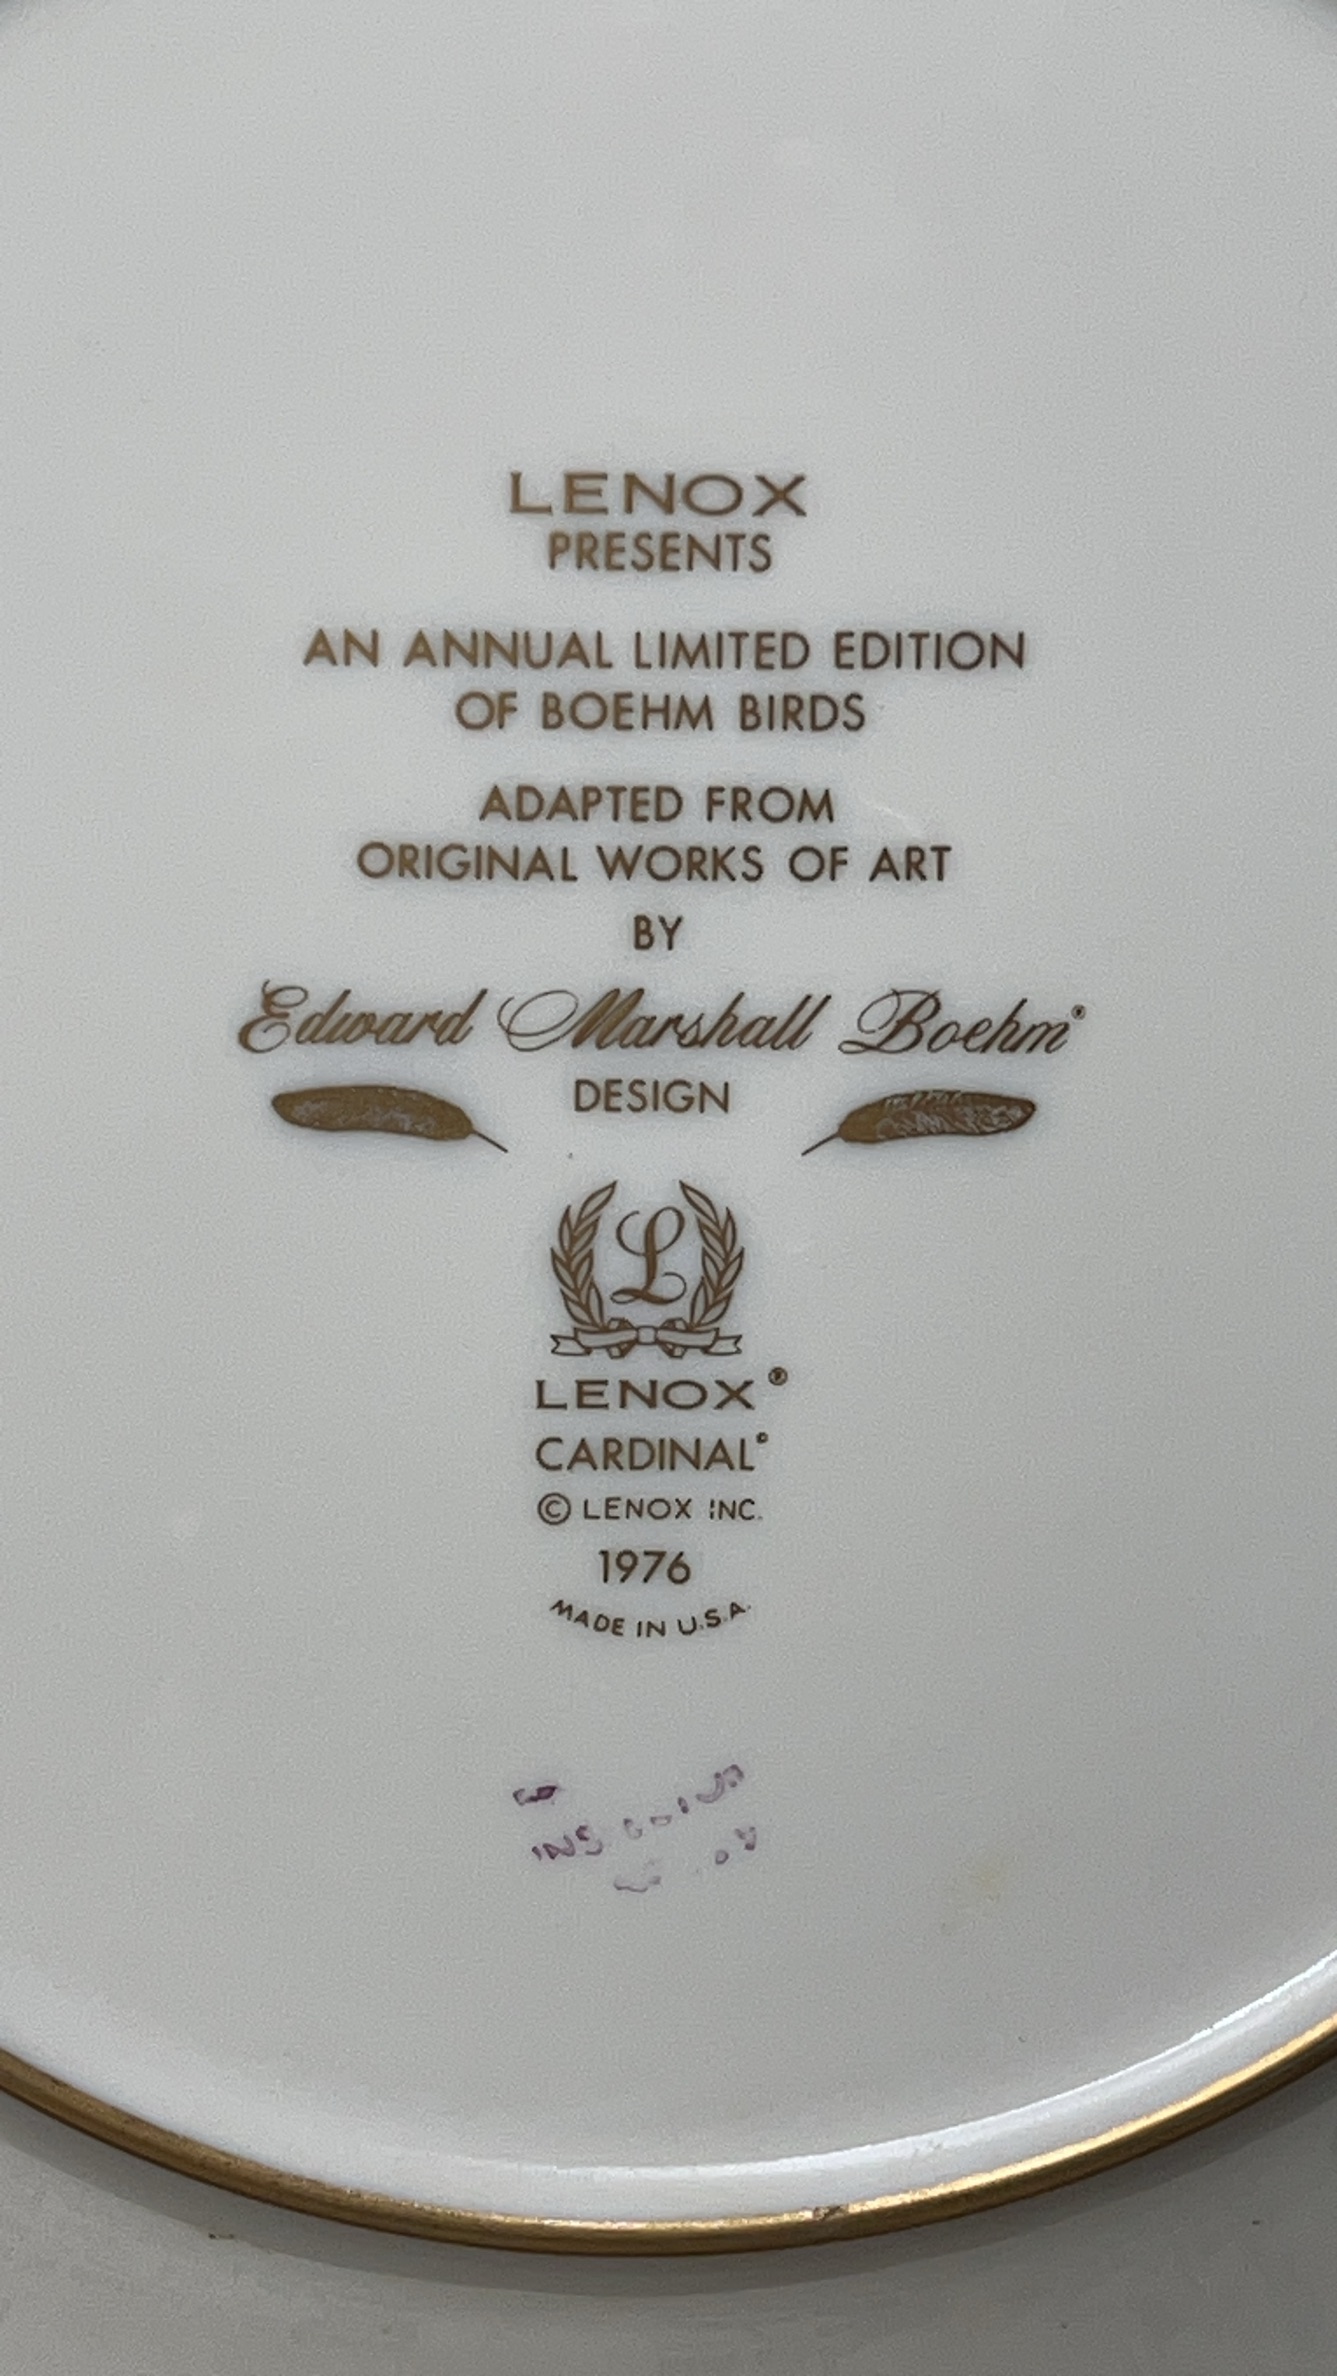 LENOX
PRESENTS
AN ANNUAL LIMITED EDITION
OF BOEHM BIRDS
ADAPTED FROM
ORIGINAL WORKS OF ART
BY
Edward Marshall Boehm®
DESIGN
L
LENOX®
CARDINAL©
© LENOX INC.
1976
MADE IN U.S.A.